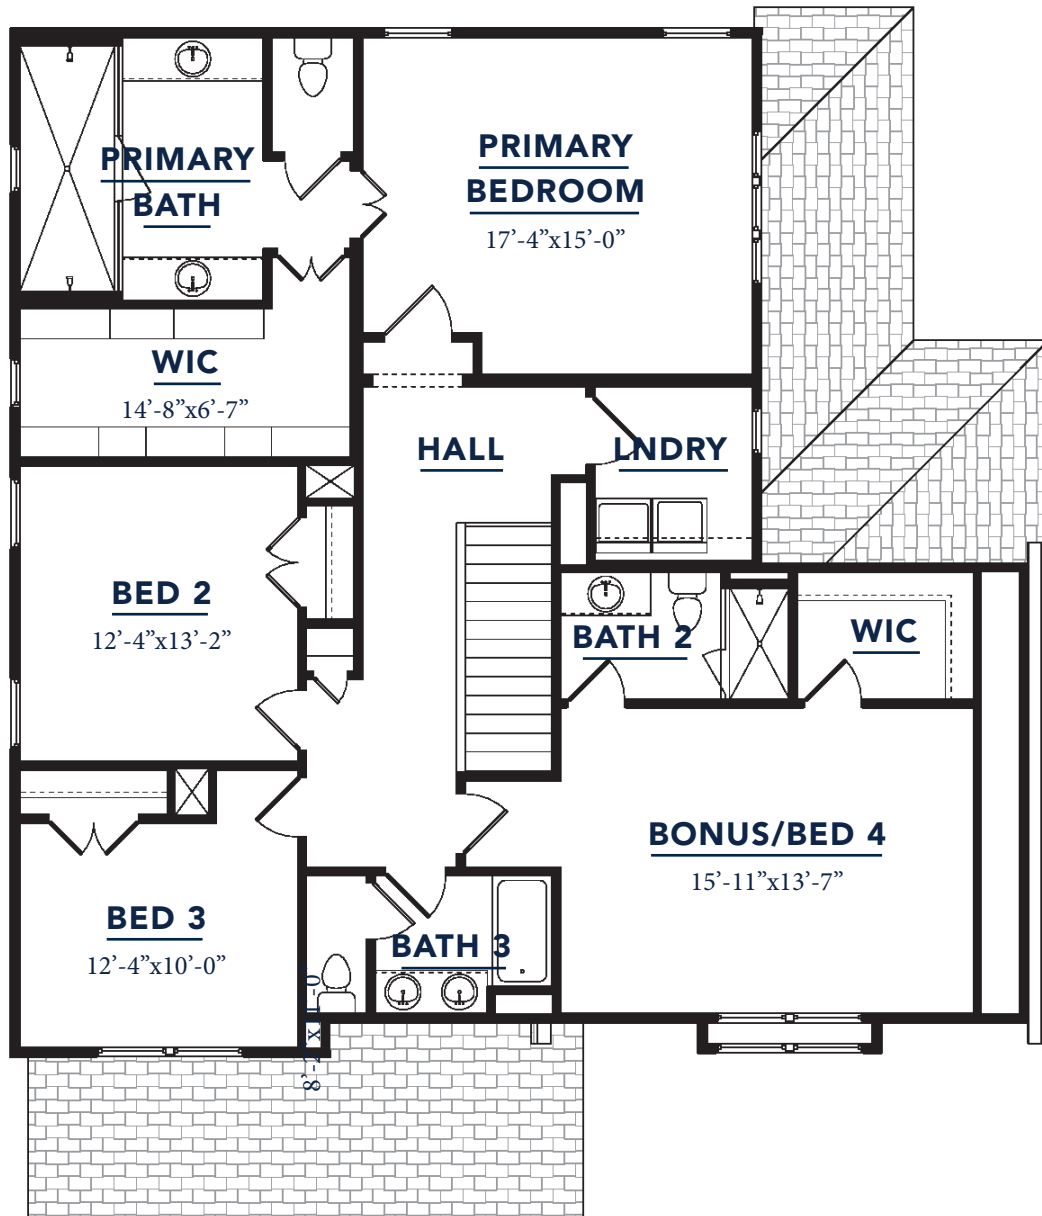 PRIMARY
BATH
PRIMARY
BEDROOM
17’-4”x15’-0”
WIC
14’-8”x6’-7”
HALL
LNDRY
BED 2
12’-4”x13’-2”
BATH 2
WIC
BONUS/BED 4
15’-11”x13’-7”
BED 3
12’-4”x10’-0”
BATH 3